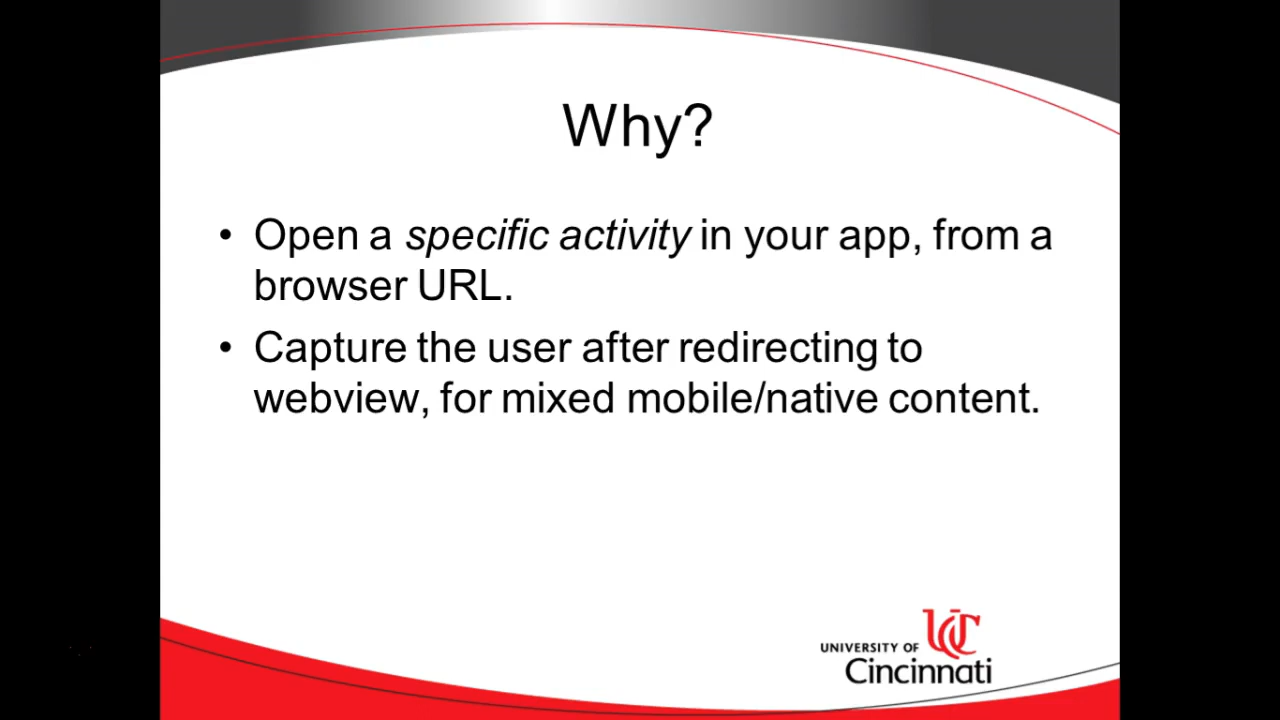 Why?
• Open a specific activity in your app, from a
browser URL.
• Capture the user after redirecting to
webview, for mixed mobile/native content.
UNIVERSITY OF
UC
Cincinnati